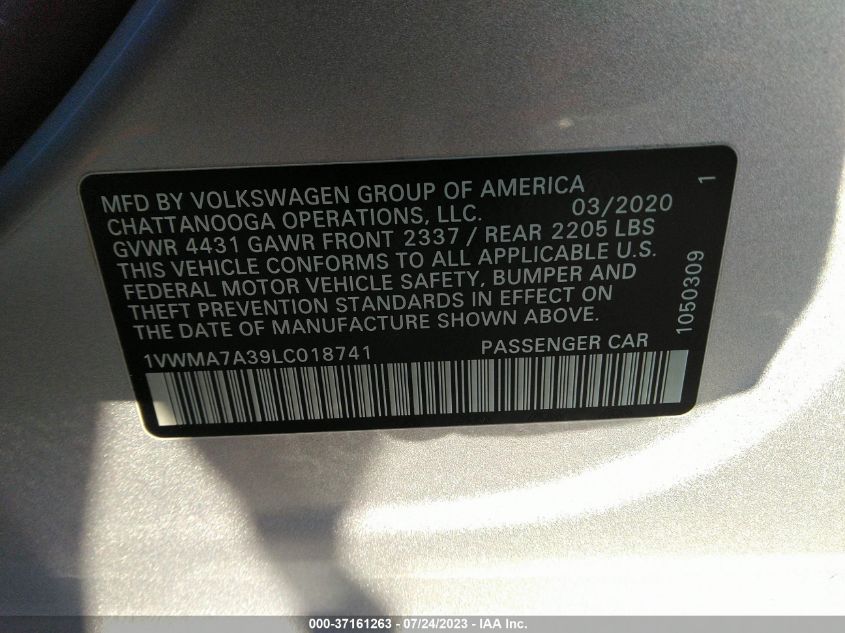 MFD BY VOLKSWAGEN GROUP OF AMERICA
CHATTANOOGA OPERATIONS, LLC. 03/2020 1
GVWR 4431 GAWR FRONT 2337 / REAR 2205 LBS
THIS VEHICLE CONFORMS TO ALL APPLICABLE U.S.
FEDERAL MOTOR VEHICLE SAFETY, BUMPER AND
THEFT PREVENTION STANDARDS IN EFFECT ON
THE DATE OF MANUFACTURE SHOWN ABOVE.
1050309
1VWMA7A39LC018741 PASSENGER CAR
000-37161263 - 07/24/2023 - IAA Inc.